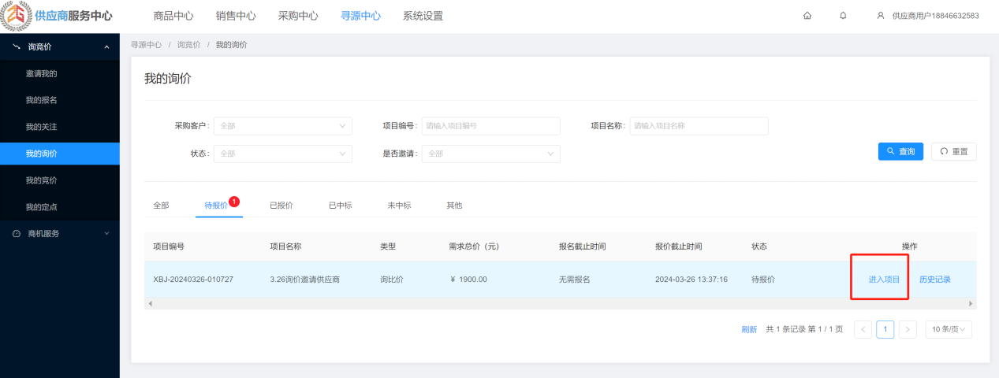 供应商服务中心 商品中心 销售中心 采购中心 寻源中心 系统设置 供应商用户18846632583
询竞价
邀请我的
我的报名
我的关注
我的询价
我的竞价
我的定点
商机服务
寻源中心 / 询竞价 / 我的询价
我的询价
采购客户: 全部 项目编号: 请输入项目编号 项目名称: 请输入项目名称
状态: 全部 是否邀请: 全部 查询 重置
全部 待报价 1 已报价 已中标 未中标 其他
项目编号 项目名称 类型 需求总价（元） 报名截止时间 报价截止时间 状态 操作
XBJ-20240326-010727 3.26询价邀请供应商 询比价 ¥ 1900.00 无需报名 2024-03-26 13:37:16 待报价 进入项目 历史记录
刷新 共 1 条记录 第 1 / 1 页 < 1 > 10 条/页